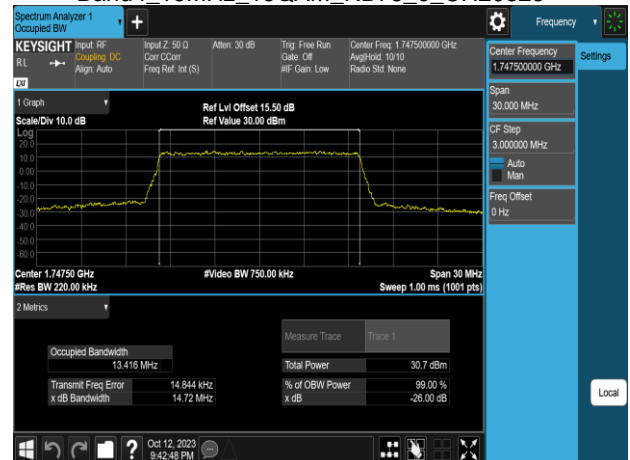 Spectrum Analyzer 1
Occupied BW
Frequency
KEYSIGHT
R L
LXI
Input: RF
Coupling: DC
Align: Auto
Input Z: 50 Ω
Corr CCorr
Freq Ref: Int (S)
Atten: 30 dB
Trig: Free Run
Gate: Off
#IF Gain: Low
Center Freq: 1.747500000 GHz
Avg|Hold: 10/10
Radio Std: None
Center Frequency
1.747500000 GHz
Settings
Span
30.000 MHz
CF Step
3.000000 MHz
Auto
Man
Freq Offset
0 Hz
Local
1 Graph
Scale/Div 10.0 dB
Ref Lvl Offset 15.50 dB
Ref Value 30.00 dBm
Log
20.0
10.0
0.00
-10.0
-20.0
-30.0
-40.0
-50.0
-60.0
Center 1.74750 GHz
#Res BW 220.00 kHz
#Video BW 750.00 kHz
Span 30 MHz
Sweep 1.00 ms (1001 pts)
2 Metrics
Measure Trace
Trace 1
Occupied Bandwidth
13.416 MHz
Total Power
30.7 dBm
Transmit Freq Error
14.844 kHz
% of OBW Power
99.00 %
x dB Bandwidth
14.72 MHz
x dB
-26.00 dB
Oct 12, 2023
9:42:48 PM